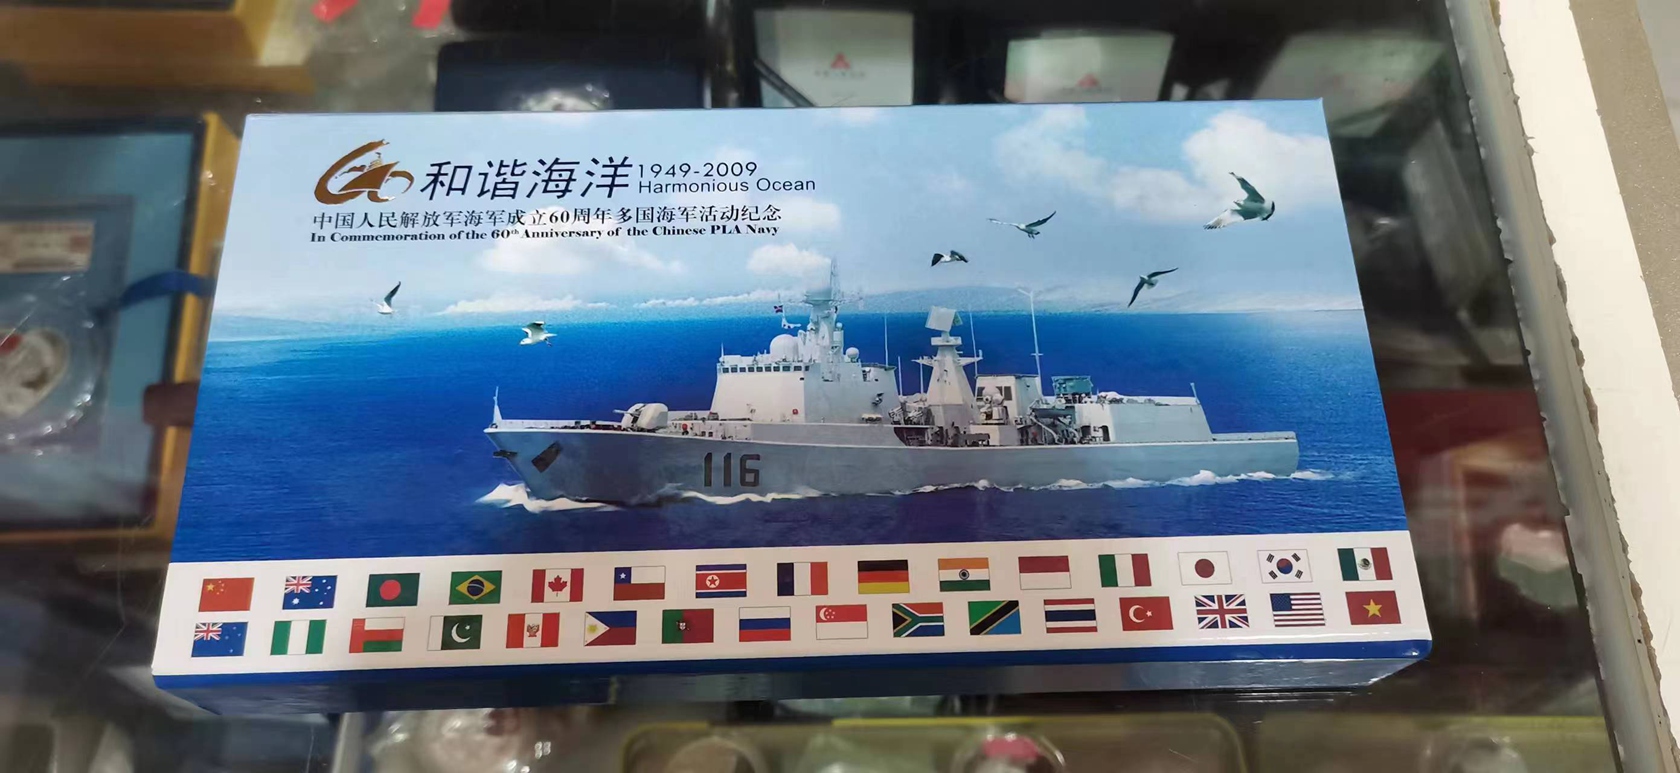 60 和谐海洋 1949-2009
Harmonious Ocean
中国人民解放军海军成立60周年多国海军活动纪念
In Commemoration of the 60th Anniversary of the Chinese PLA Navy
116